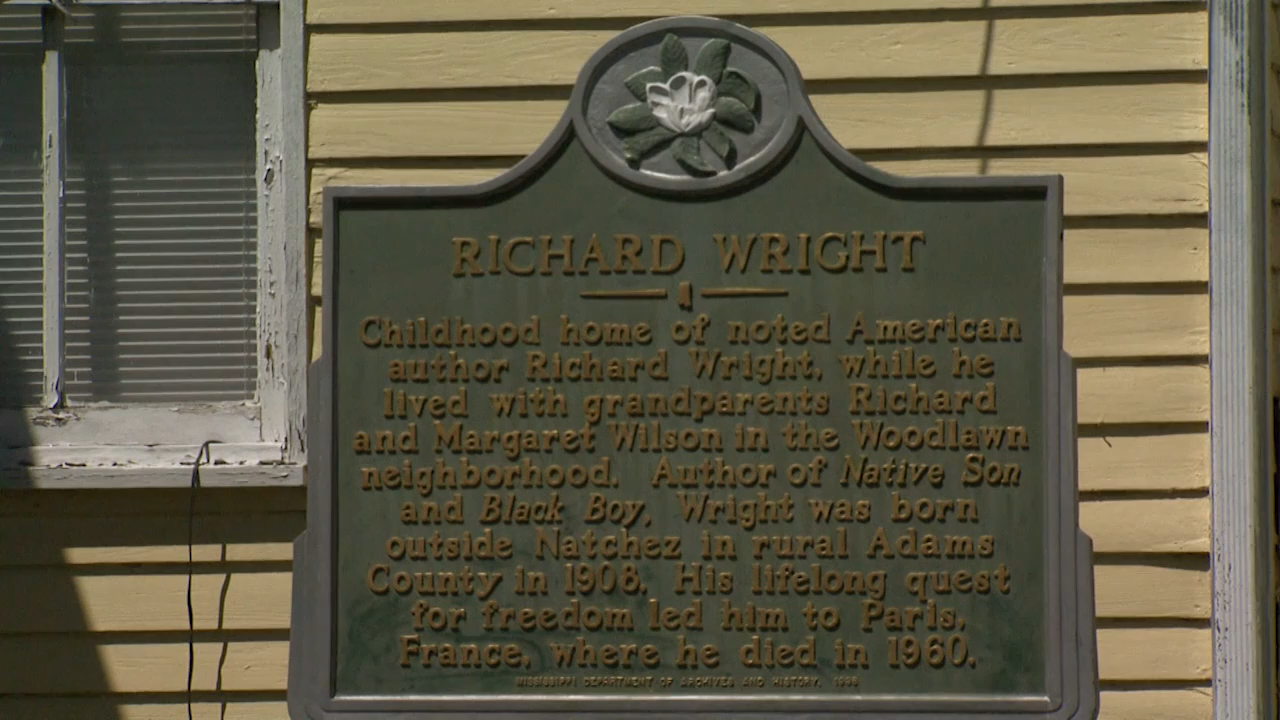 RICHARD WRIGHT
Childhood home of noted American
author Richard Wright, while he
lived with grandparents Richard
and Margaret Wilson in the Woodlawn
neighborhood. Author of Native Son
and Black Boy, Wright was born
outside Natchez in rural Adams
County in 1908. His lifelong quest
for freedom led him to Paris,
France, where he died in 1960.
MISSISSIPPI DEPARTMENT OF ARCHIVES AND HISTORY.